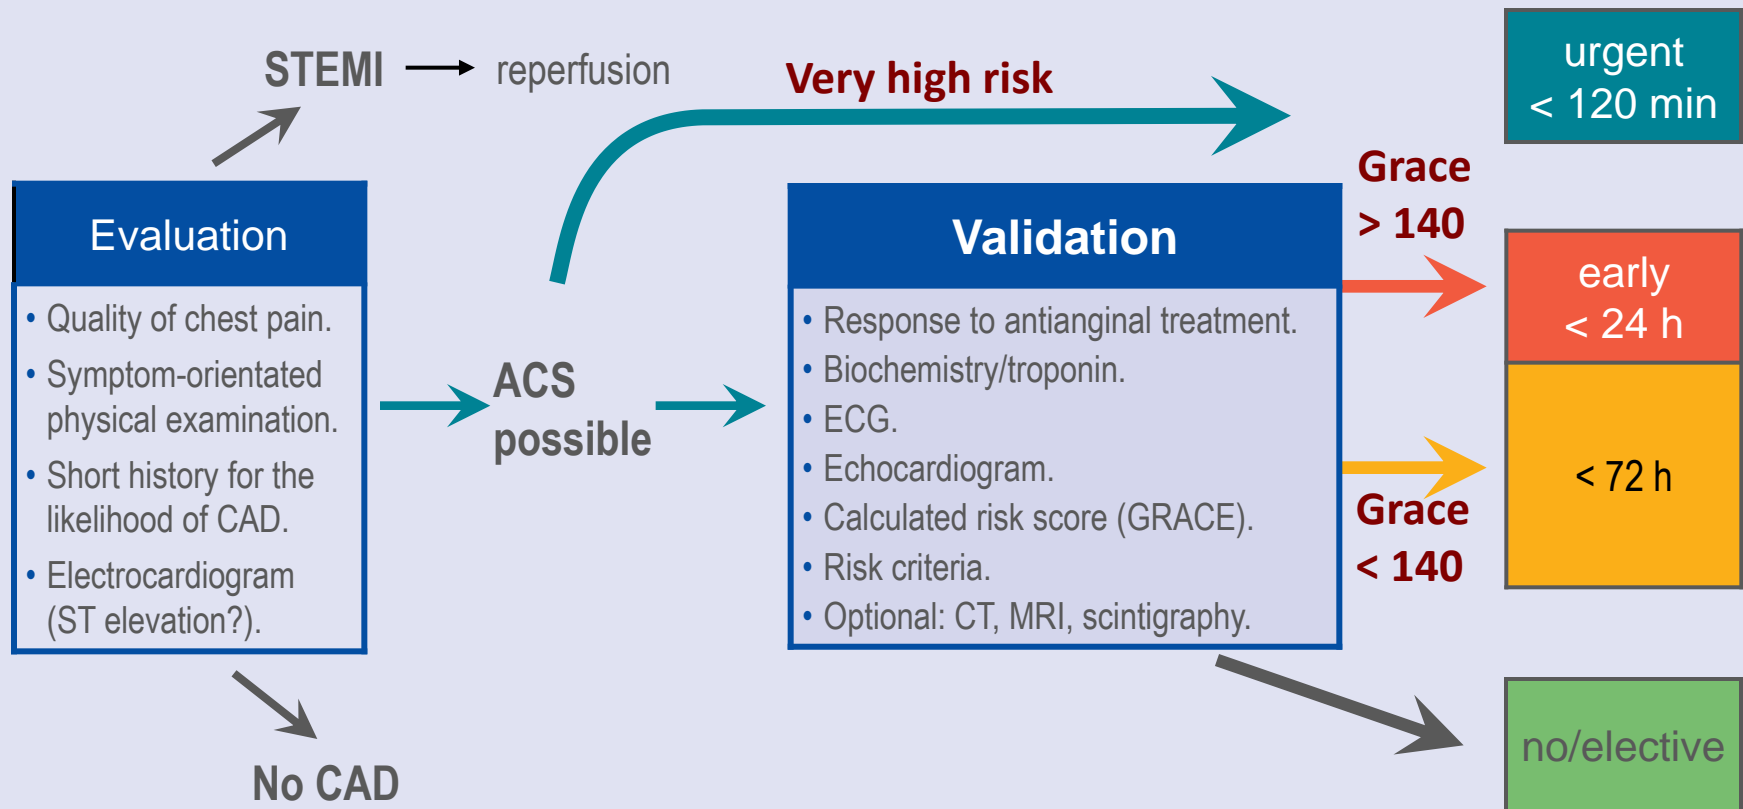 STEMI
reperfusion
Very high risk
urgent
< 120 min
Evaluation
• Quality of chest pain.
• Symptom-orientated
physical examination.
• Short history for the
likelihood of CAD.
• Electrocardiogram
(ST elevation?).
No CAD
ACS
possible
Validation
• Response to antianginal treatment.
• Biochemistry/troponin.
• ECG.
• Echocardiogram.
• Calculated risk score (GRACE).
• Risk criteria.
• Optional: CT, MRI, scintigraphy.
Grace
> 140
early
< 24 h
< 72 h
Grace
< 140
no/elective